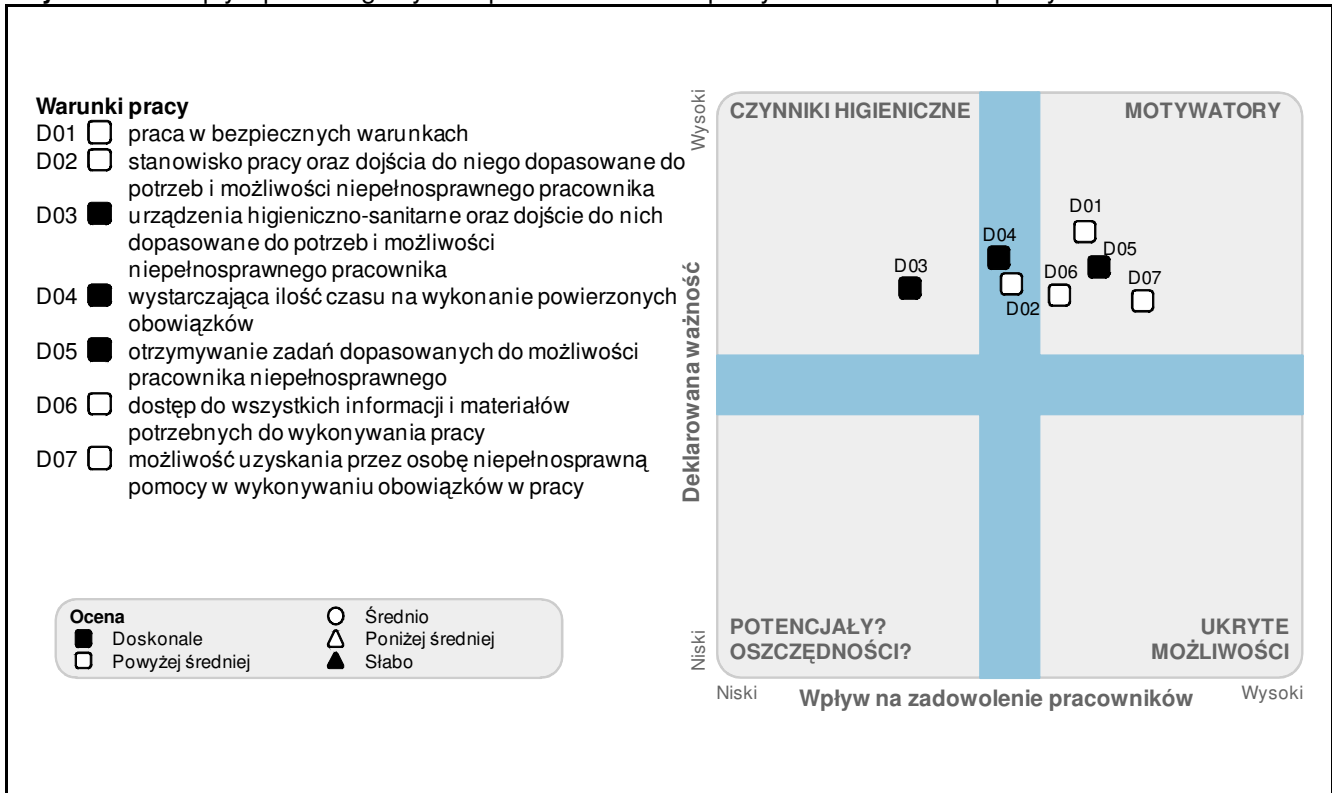 Warunki pracy
D01 praca w bezpiecznych warunkach
D02 stanowisko pracy oraz dojścia do niego dopasowane do
potrzeb i możliwości niepełnosprawnego pracownika
D03 urządzenia higieniczno-sanitarne oraz dojście do nich
dopasowane do potrzeb i możliwości
niepełnosprawnego pracownika
D04 wystarczająca ilość czasu na wykonanie powierzonych
obowiązków
D05 otrzymywanie zadań dopasowanych do możliwości
pracownika niepełnosprawnego
D06 dostęp do wszystkich informacji i materiałów
potrzebnych do wykonywania pracy
D07 możliwość uzyskania przez osobę niepełnosprawną
pomocy w wykonywaniu obowiązków w pracy
Ocena
Doskonale
Powyżej średniej
Średnio
Poniżej średniej
Słabo
Wysoki
Deklarowana ważność
Niski
CZYNNIKI HIGIENICZNE
MOTYWATORY
D01
D04
D05
D03
D06
D07
D02
POTENCJAŁY?
OSZCZĘDNOŚCI?
UKRYTE
MOŻLIWOŚCI
Niski
Wpływ na zadowolenie pracowników
Wysoki